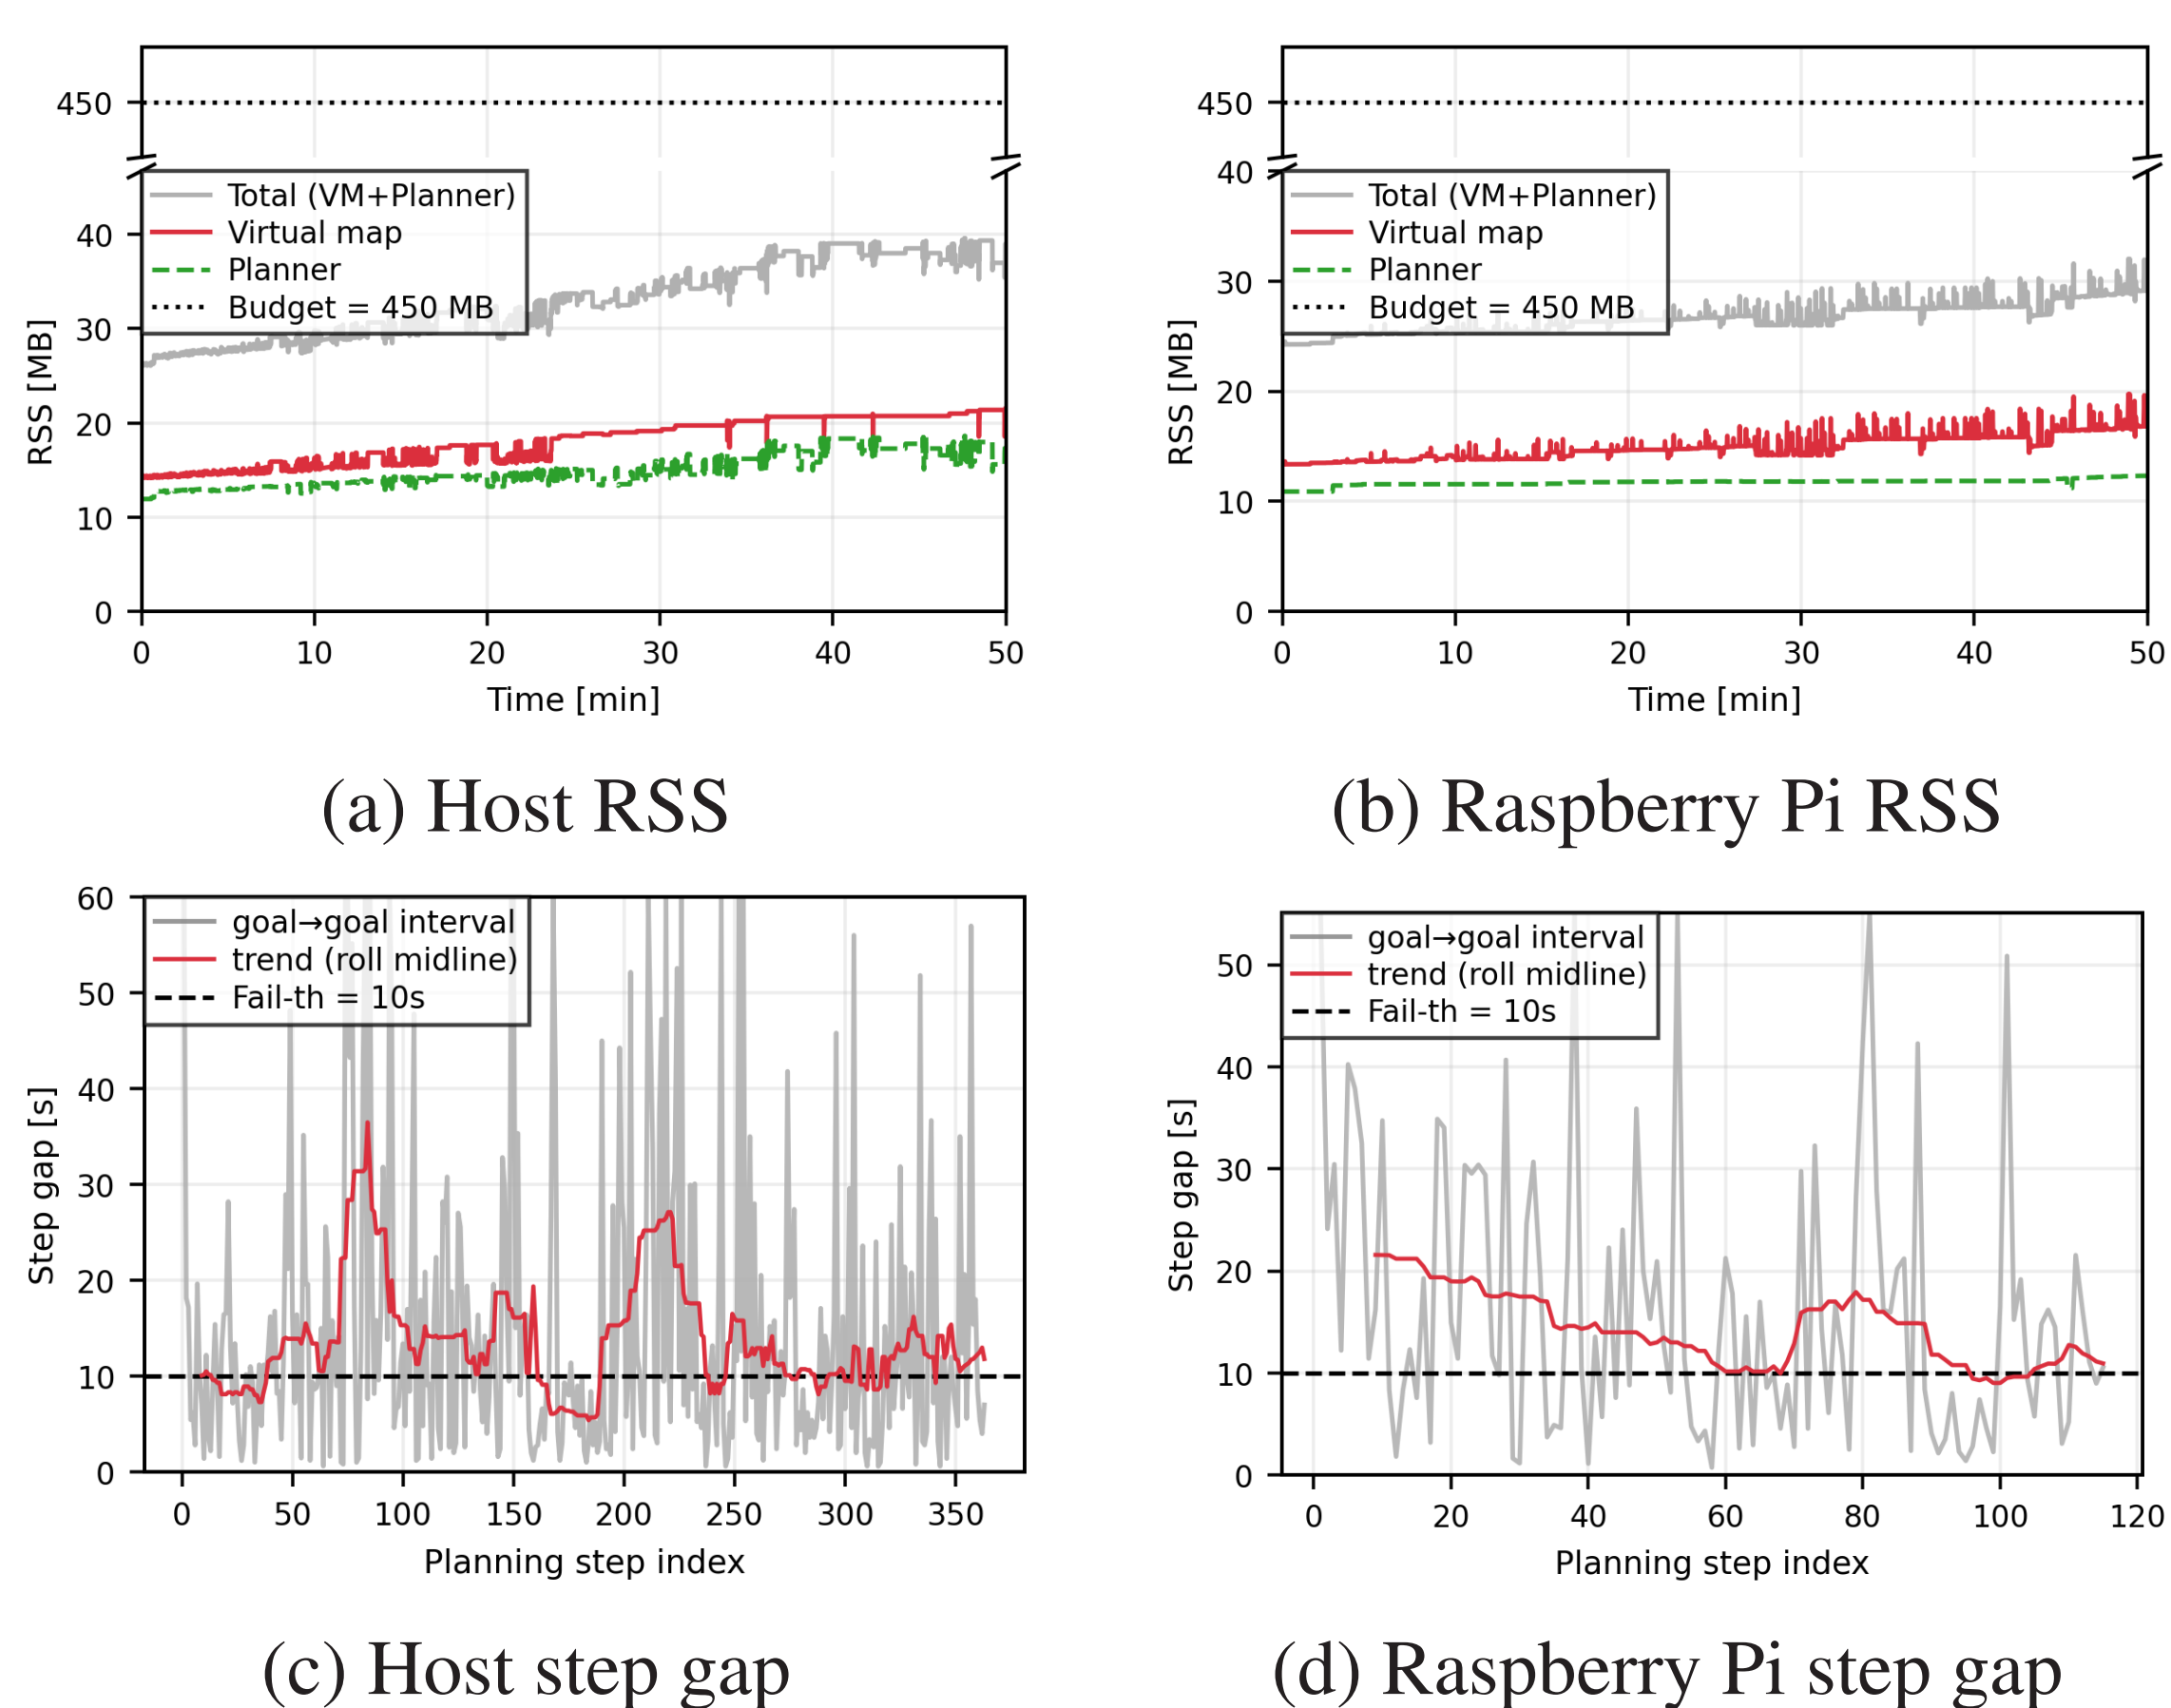 450
40
30
20
10
0
RSS [MB]
Total (VM+Planner)
Virtual map
Planner
Budget = 450 MB
0 10 20 30 40 50
Time [min]
(a) Host RSS
450
40
30
20
10
0
RSS [MB]
Total (VM+Planner)
Virtual map
Planner
Budget = 450 MB
0 10 20 30 40 50
Time [min]
(b) Raspberry Pi RSS
60
50
40
30
20
10
0
Step gap [s]
goal→goal interval
trend (roll midline)
Fail-th = 10s
0 50 100 150 200 250 300 350
Planning step index
(c) Host step gap
50
40
30
20
10
0
Step gap [s]
goal→goal interval
trend (roll midline)
Fail-th = 10s
0 20 40 60 80 100 120
Planning step index
(d) Raspberry Pi step gap